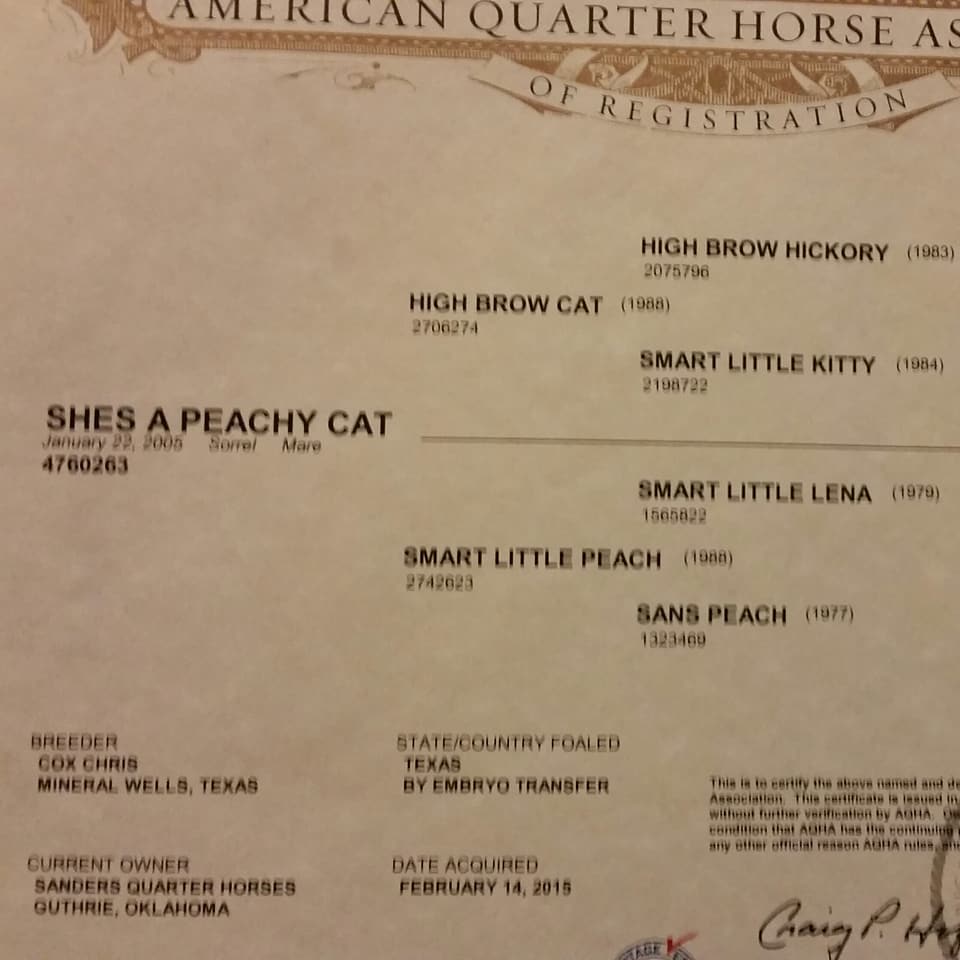 AMERICAN QUARTER HORSE AS
OF REGISTRATION
HIGH BROW HICKORY (1983)
2075796
HIGH BROW CAT (1988)
2706274
SMART LITTLE KITTY (1984)
2198722
SHES A PEACHY CAT
January 22, 2005 Sorrel Mare
4760263
SMART LITTLE LENA (1979)
1565822
SMART LITTLE PEACH (1988)
2742623
SANS PEACH (1977)
1323469
BREEDER
COX CHRIS
MINERAL WELLS, TEXAS
STATE/COUNTRY FOALED
TEXAS
BY EMBRYO TRANSFER
This is to certify the above named and de
Association. This certificate is issued in
without further verification by AQHA.
condition that AQHA has the continuing
any other official reason AQHA rules, and
CURRENT OWNER
SANDERS QUARTER HORSES
GUTHRIE, OKLAHOMA
DATE ACQUIRED
FEBRUARY 14, 2015
Craig P.